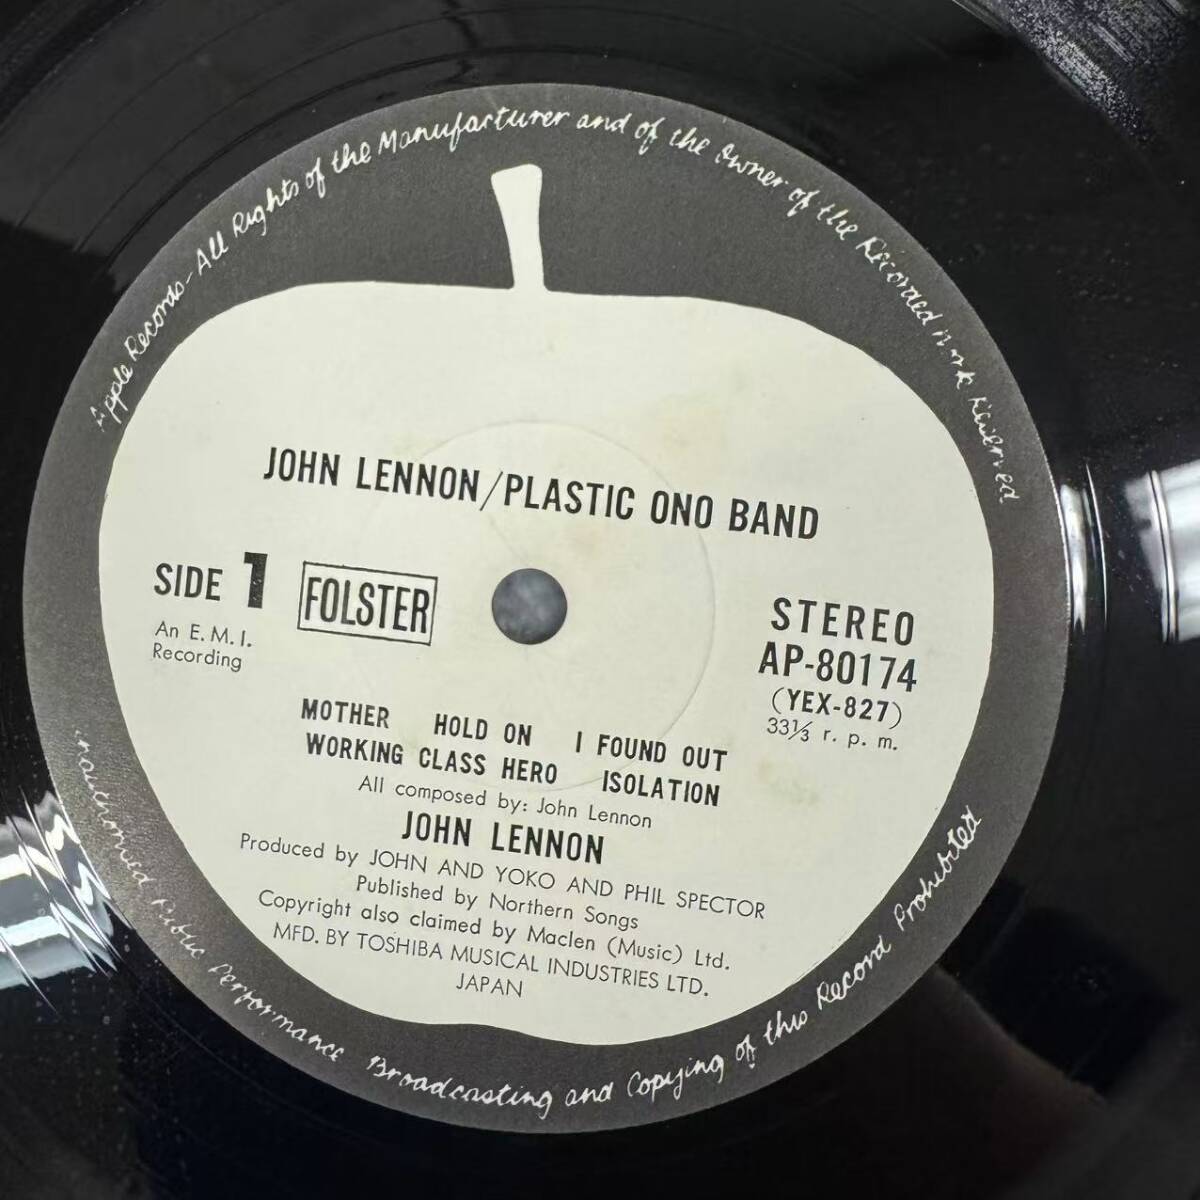 Apple Records - All Rights of the Manufacturer and of the Owner of the Recorded Work Reserved
JOHN LENNON/PLASTIC ONO BAND
SIDE 1
FOLSTER
An E.M.I.
Recording
STEREO
AP-80174
(YEX-827)
33⅓ r. p. m.
MOTHER HOLD ON I FOUND OUT
WORKING CLASS HERO ISOLATION
All composed by: John Lennon
JOHN LENNON
Produced by JOHN AND YOKO AND PHIL SPECTOR
Published by Northern Songs
Copyright also claimed by Maclen (Music) Ltd.
MFD. BY TOSHIBA MUSICAL INDUSTRIES LTD.
JAPAN
Unauthorised Public Performance Broadcasting and Copying of this Record Prohibited